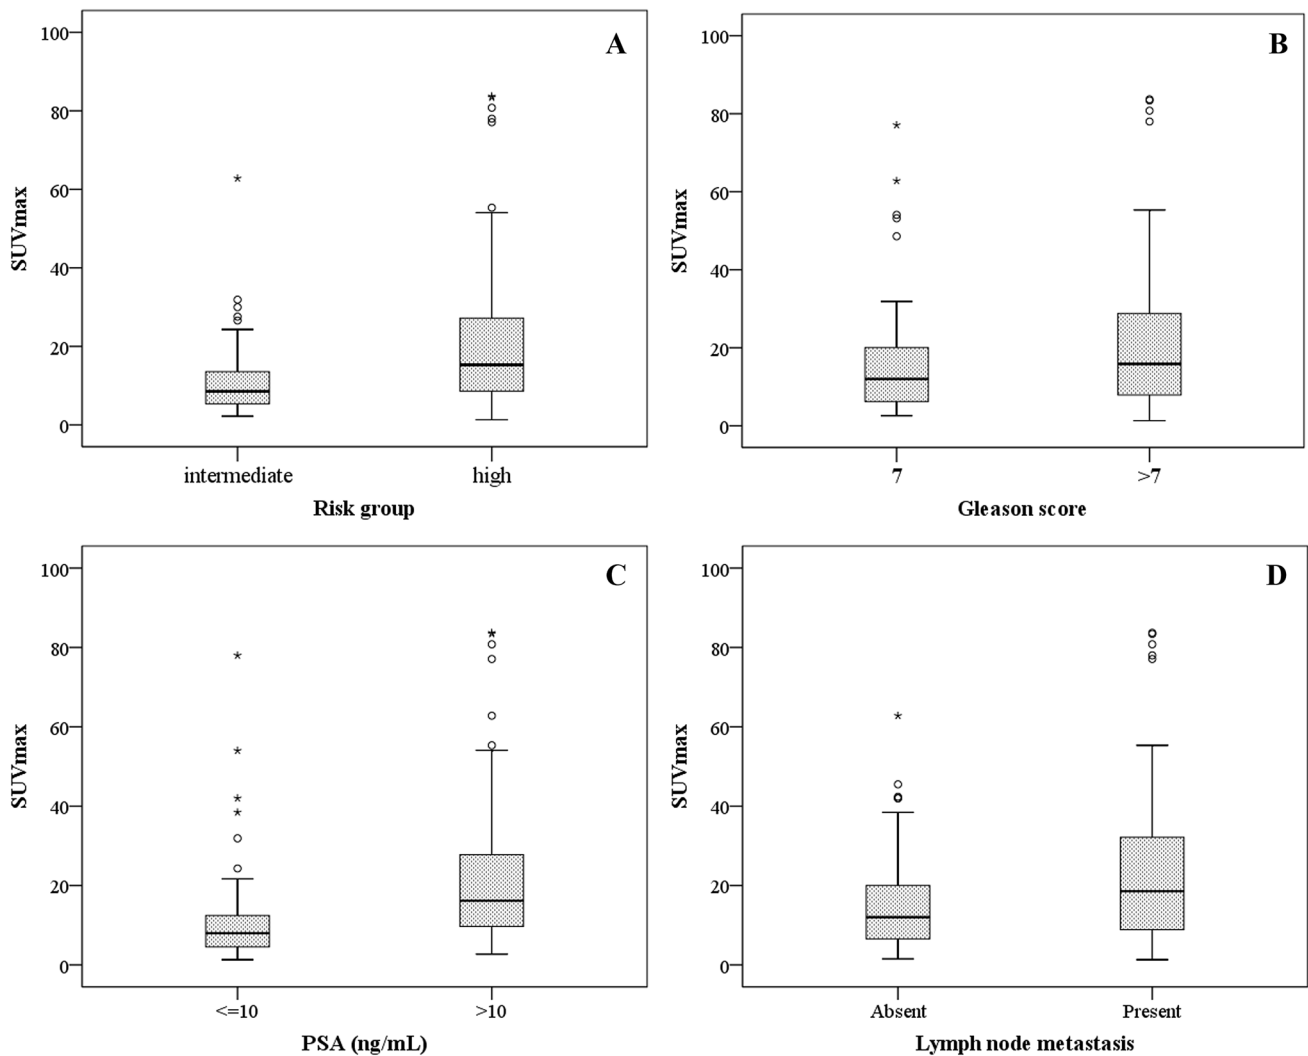 A
100
80
60
40
20
0
SUVmax
intermediate high
Risk group
B
100
80
60
40
20
0
SUVmax
7 >7
Gleason score
C
100
80
60
40
20
0
SUVmax
<=10 >10
PSA (ng/mL)
D
100
80
60
40
20
0
SUVmax
Absent Present
Lymph node metastasis